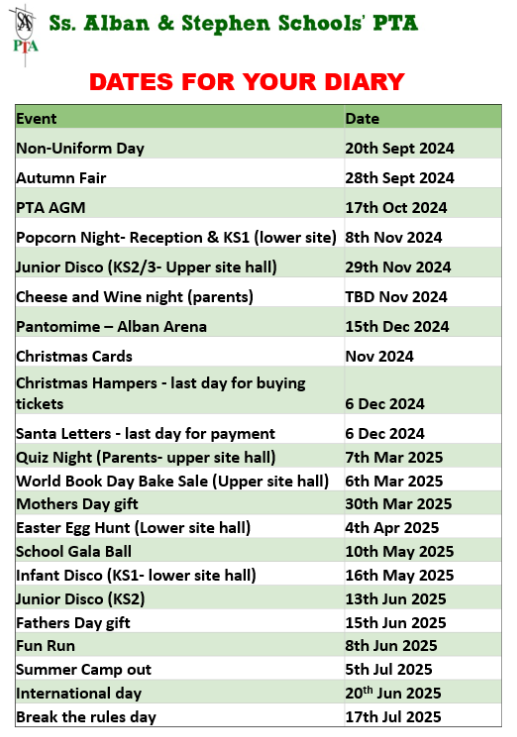 Ss. Alban & Stephen Schools' PTA
PTA
DATES FOR YOUR DIARY
Event Date
Non-Uniform Day 20th Sept 2024
Autumn Fair 28th Sept 2024
PTA AGM 17th Oct 2024
Popcorn Night- Reception & KS1 (lower site) 8th Nov 2024
Junior Disco (KS2/3- Upper site hall) 29th Nov 2024
Cheese and Wine night (parents) TBD Nov 2024
Pantomime – Alban Arena 15th Dec 2024
Christmas Cards Nov 2024
Christmas Hampers - last day for buying
tickets 6 Dec 2024
Santa Letters - last day for payment 6 Dec 2024
Quiz Night (Parents- upper site hall) 7th Mar 2025
World Book Day Bake Sale (Upper site hall) 6th Mar 2025
Mothers Day gift 30th Mar 2025
Easter Egg Hunt (Lower site hall) 4th Apr 2025
School Gala Ball 10th May 2025
Infant Disco (KS1- lower site hall) 16th May 2025
Junior Disco (KS2) 13th Jun 2025
Fathers Day gift 15th Jun 2025
Fun Run 8th Jun 2025
Summer Camp out 5th Jul 2025
International day 20th Jun 2025
Break the rules day 17th Jul 2025